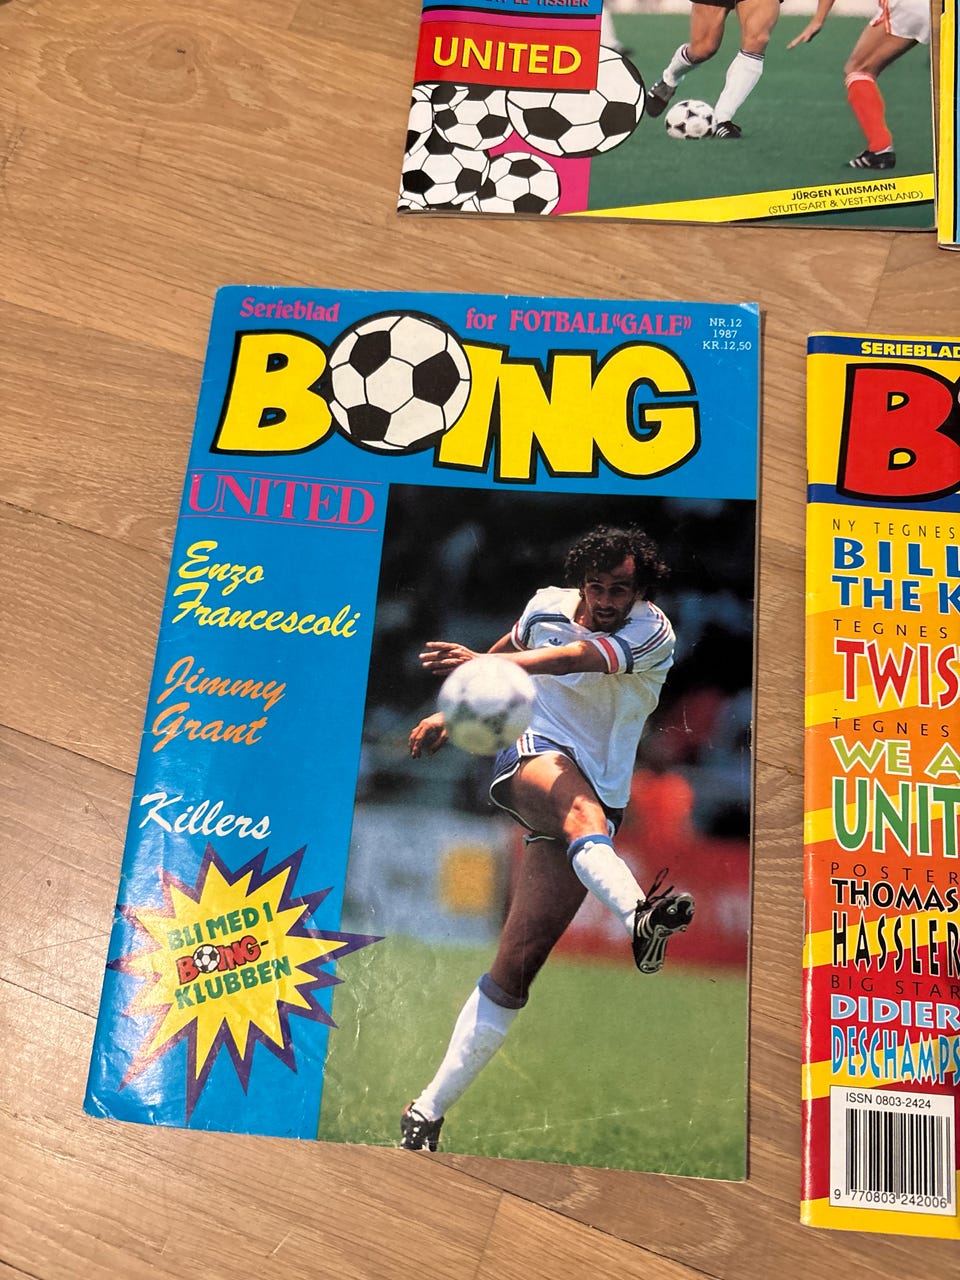 UNITED
JÜRGEN KLINSMANN
(STUTTGART & VEST-TYSKLAND)
Serieblad for FOTBALL"GALE"
NR.12
1987
KR.12,50
BOING
UNITED
Enzo
Francescoli
Jimmy
Grant
Killers
BLI MED I
BOING-
KLUBBEN
SERIEBLAD
B
NY TEGNES
BILL
THE K
TEGNES
TWIS
TEGNES
WE A
UNIT
POSTER
THOMAS
HÄSSLER
BIG STAR
DIDIER
DESCHAMPS
ISSN 0803-2424
9 770803 242006